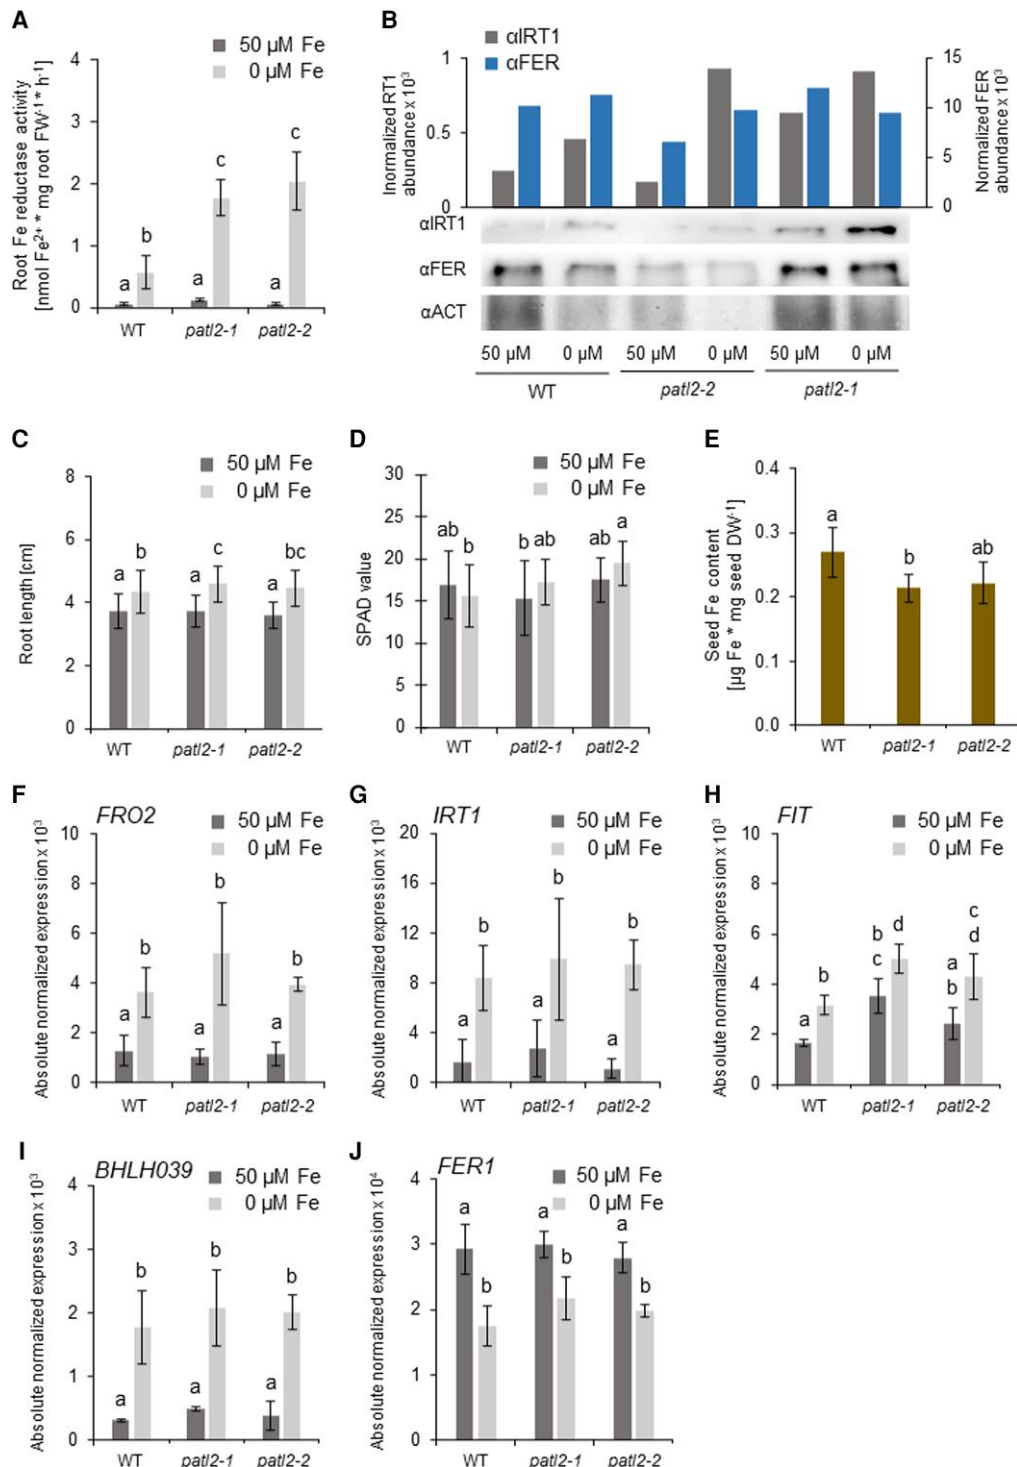 A
Root Fe reductase activity
[nmol Fe2+ * mg root FW-1 * h-1]
50 µM Fe
0 µM Fe
4
3
2
1
0
a
b
a
c
a
c
WT
patl2-1
patl2-2
B
αIRT1
αFER
Inormalized RT1
abundance x 10³
1
0.5
0
15
10
5
0
Normalized FER
abundance x 10³
αIRT1
αFER
αACT
50 µM
0 µM
50 µM
0 µM
50 µM
0 µM
WT
patl2-2
patl2-1
C
Root length [cm]
50 µM Fe
0 µM Fe
8
6
4
2
0
a
b
a
c
a
bc
WT
patl2-1
patl2-2
D
SPAD value
50 µM Fe
0 µM Fe
30
25
20
15
10
5
0
ab
b
b
ab
ab
a
WT
patl2-1
patl2-2
E
Seed Fe content
[µg Fe * mg seed DW-1]
0.4
0.3
0.2
0.1
0.0
a
b
ab
WT
patl2-1
patl2-2
F
FRO2
50 µM Fe
0 µM Fe
Absolute normalized expression x 10³
10
8
6
4
2
0
a
b
a
b
a
b
WT
patl2-1
patl2-2
G
IRT1
50 µM Fe
0 µM Fe
Absolute normalized expression x 10³
20
16
12
8
4
0
a
b
a
b
a
b
WT
patl2-1
patl2-2
H
FIT
50 µM Fe
0 µM Fe
Absolute normalized expression x 10³
10
8
6
4
2
0
a
b
b
c
d
a
b
c
d
WT
patl2-1
patl2-2
I
BHLH039
50 µM Fe
0 µM Fe
Absolute normalized expression x 10³
4
3
2
1
0
a
b
a
b
a
b
WT
patl2-1
patl2-2
J
FER1
50 µM Fe
0 µM Fe
Absolute normalized expression x 10⁴
4
3
2
1
0
a
b
a
b
a
b
WT
patl2-1
patl2-2